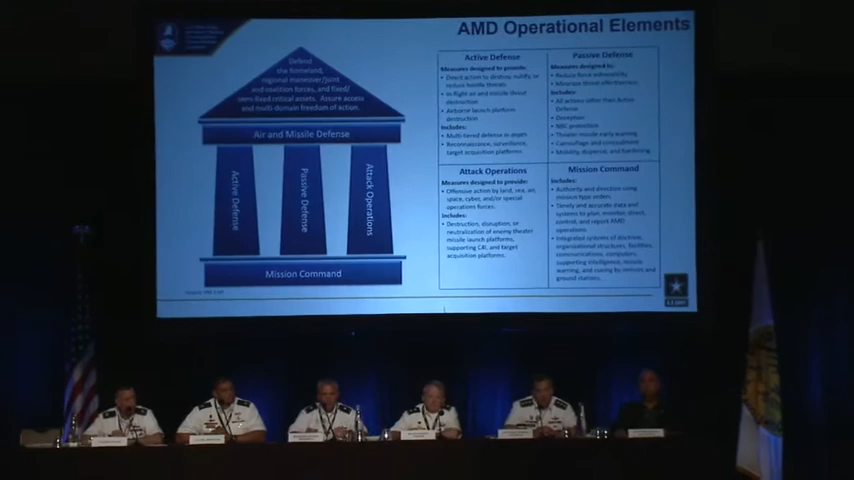 AMD Operational Elements
Defend
the homeland,
regional maneuver/joint
and coalition forces, and fixed/
semi-fixed critical assets. Assure access
and multi-domain freedom of action.
Air and Missile Defense
Active Defense
Passive Defense
Attack Operations
Mission Command
Active Defense
Measures designed to provide:
• Direct action to destroy, nullify, or
reduce hostile threats
• In-flight air and missile threat
destruction
• Airborne launch platform
destruction
Includes:
• Multi-tiered defense in depth
• Reconnaissance, surveillance,
target acquisition platforms
Passive Defense
Measures designed to:
• Reduce force vulnerability
• Minimize threat effectiveness
Includes:
• All actions other than Active
Defense
• Deception
• NBC protection
• Theater missile early warning
• Camouflage and concealment
• Mobility, dispersal, and hardening
Attack Operations
Measures designed to provide:
• Offensive action by land, sea, air,
space, cyber, and/or special
operations forces.
Includes:
• Destruction, disruption, or
neutralization of enemy theater
missile launch platforms,
supporting C4I, and target
acquisition platforms.
Mission Command
Includes:
• Authority and direction using
mission type orders.
• Timely and accurate data and
systems to plan, monitor, direct,
control, and report AMD
operations.
• Integrated systems of doctrine,
organizational structures, facilities,
communications, computers,
supporting intelligence, missile
warning, and cueing by sensors and
ground stations.